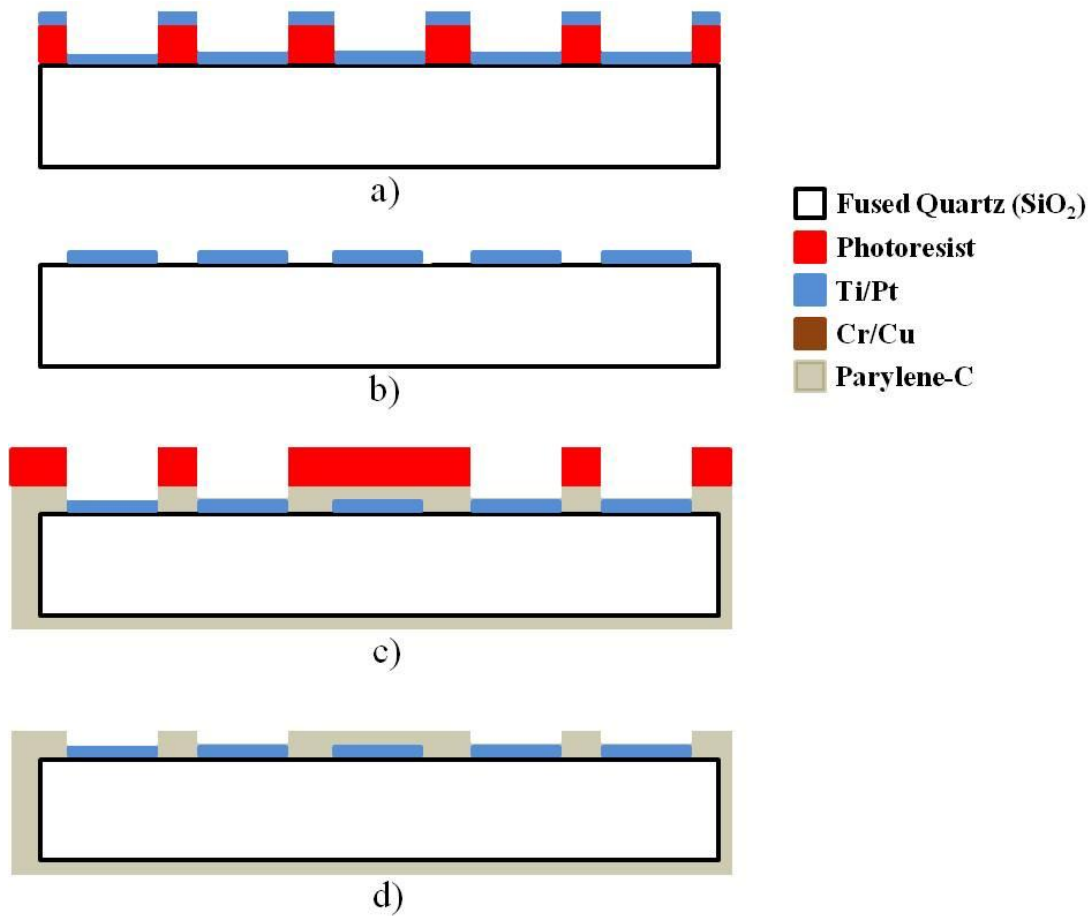 a)
b)
c)
d)
Fused Quartz (SiO₂)
Photoresist
Ti/Pt
Cr/Cu
Parylene-C